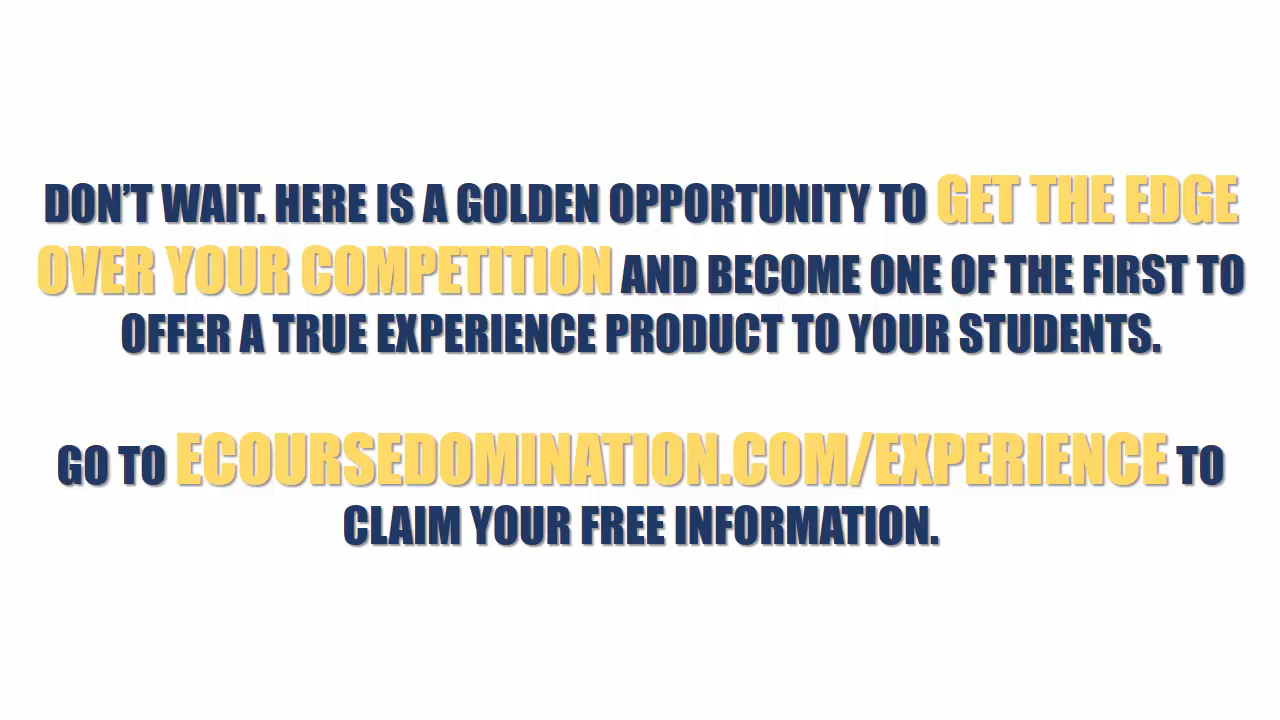 DON'T WAIT. HERE IS A GOLDEN OPPORTUNITY TO GET THE EDGE
OVER YOUR COMPETITION AND BECOME ONE OF THE FIRST TO
OFFER A TRUE EXPERIENCE PRODUCT TO YOUR STUDENTS.
GO TO ECOURSEDOMINATION.COM/EXPERIENCE TO
CLAIM YOUR FREE INFORMATION.